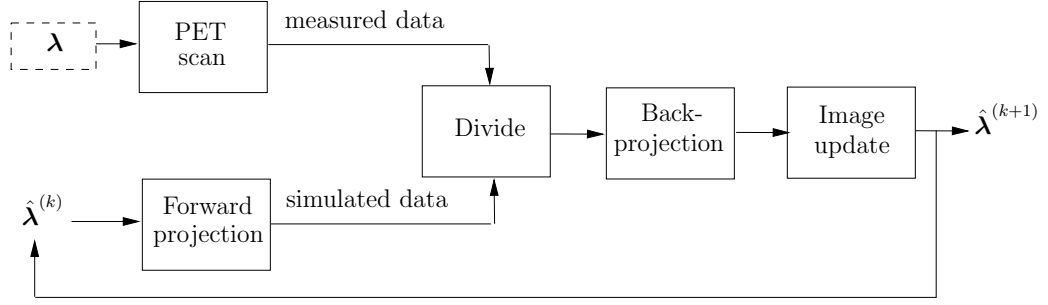 λ
PET
scan
measured data
Divide
Back-
projection
Image
update
λ̂^(k+1)
λ̂^(k)
Forward
projection
simulated data